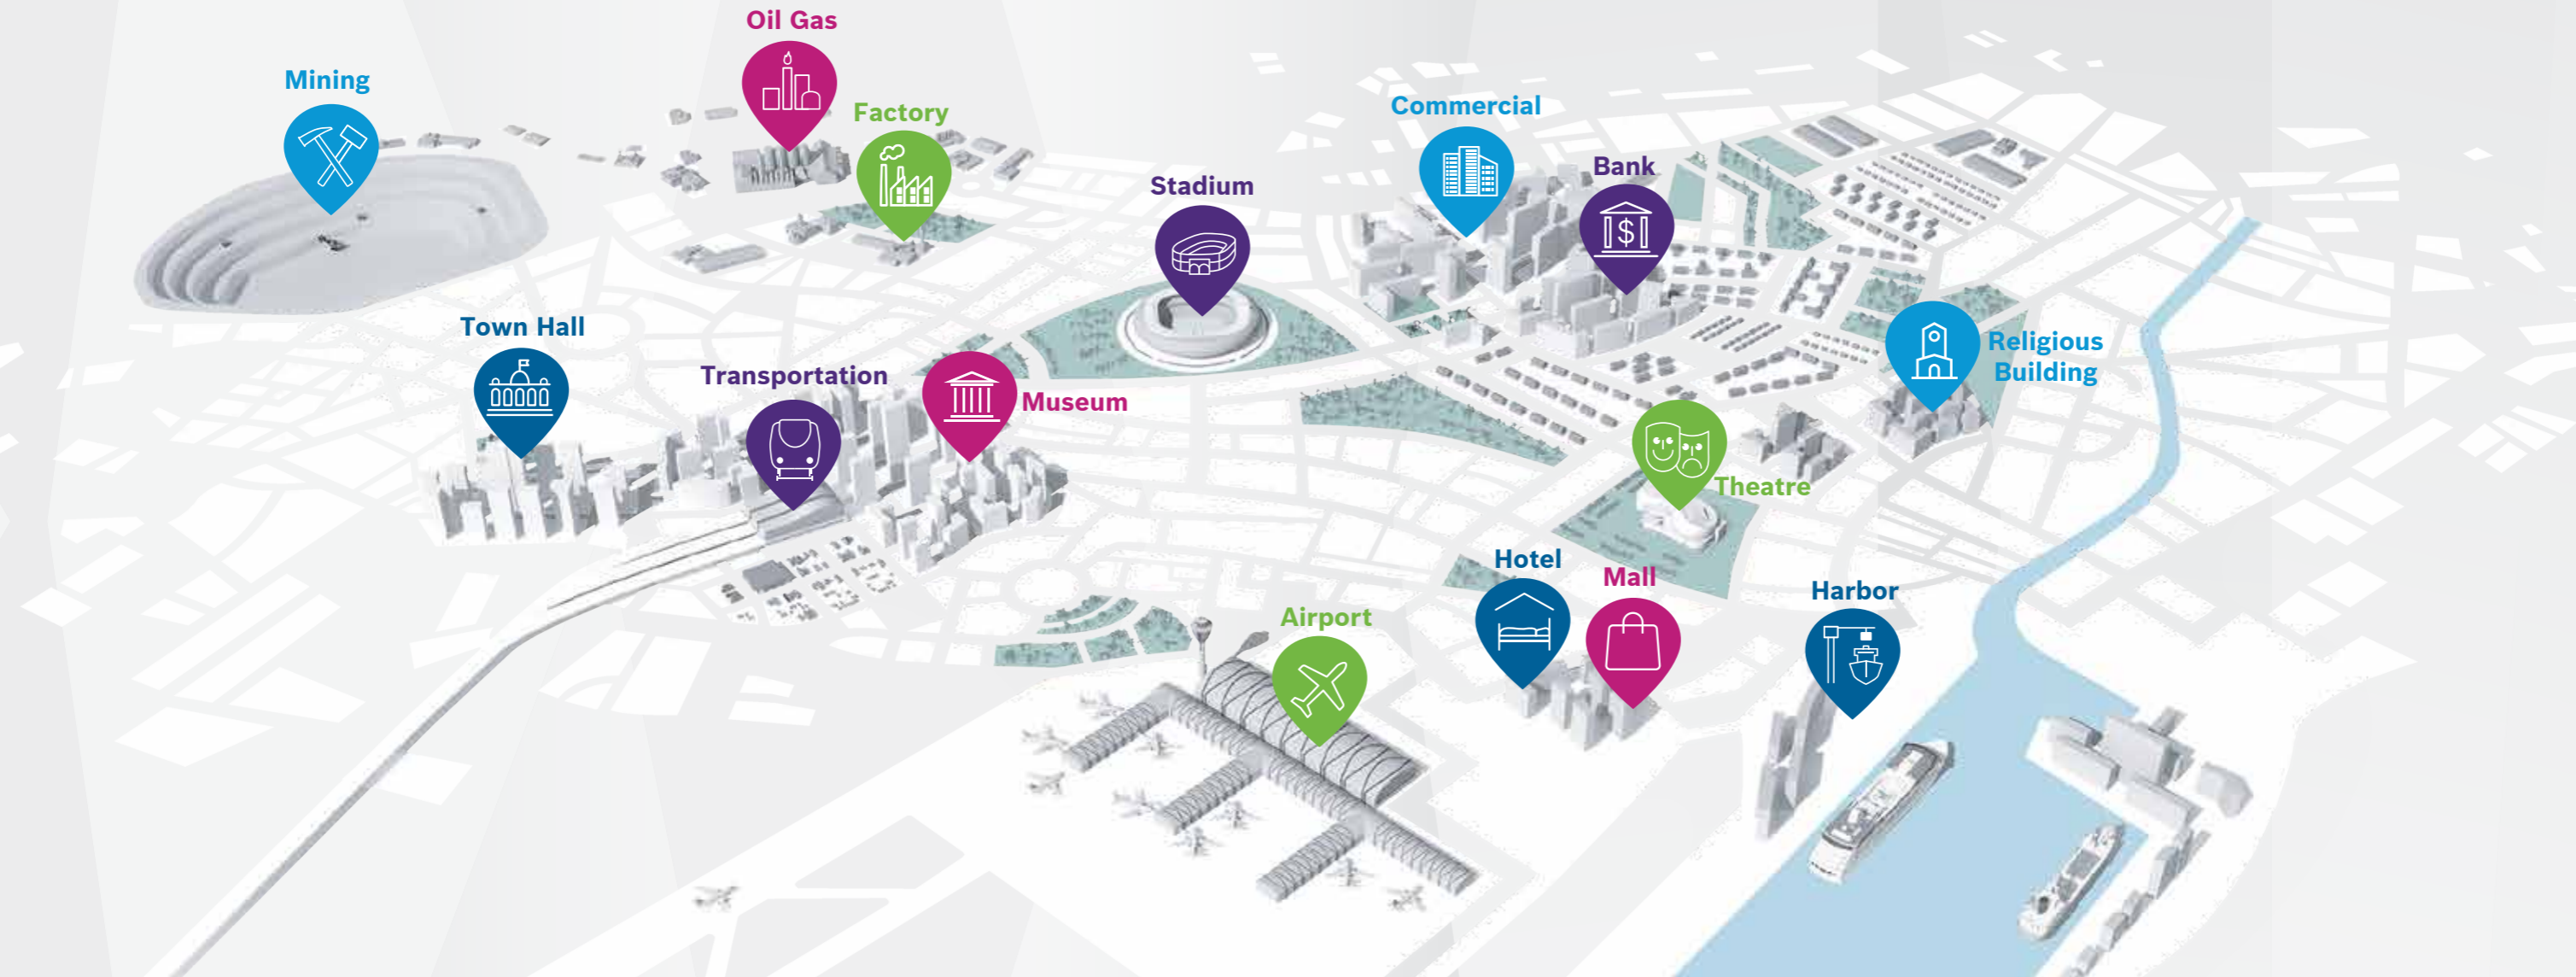 Oil Gas
Mining
Factory
Commercial
Bank
Stadium
Town Hall
Religious
Building
Transportation
Museum
Theatre
Hotel
Mall
Harbor
Airport
$